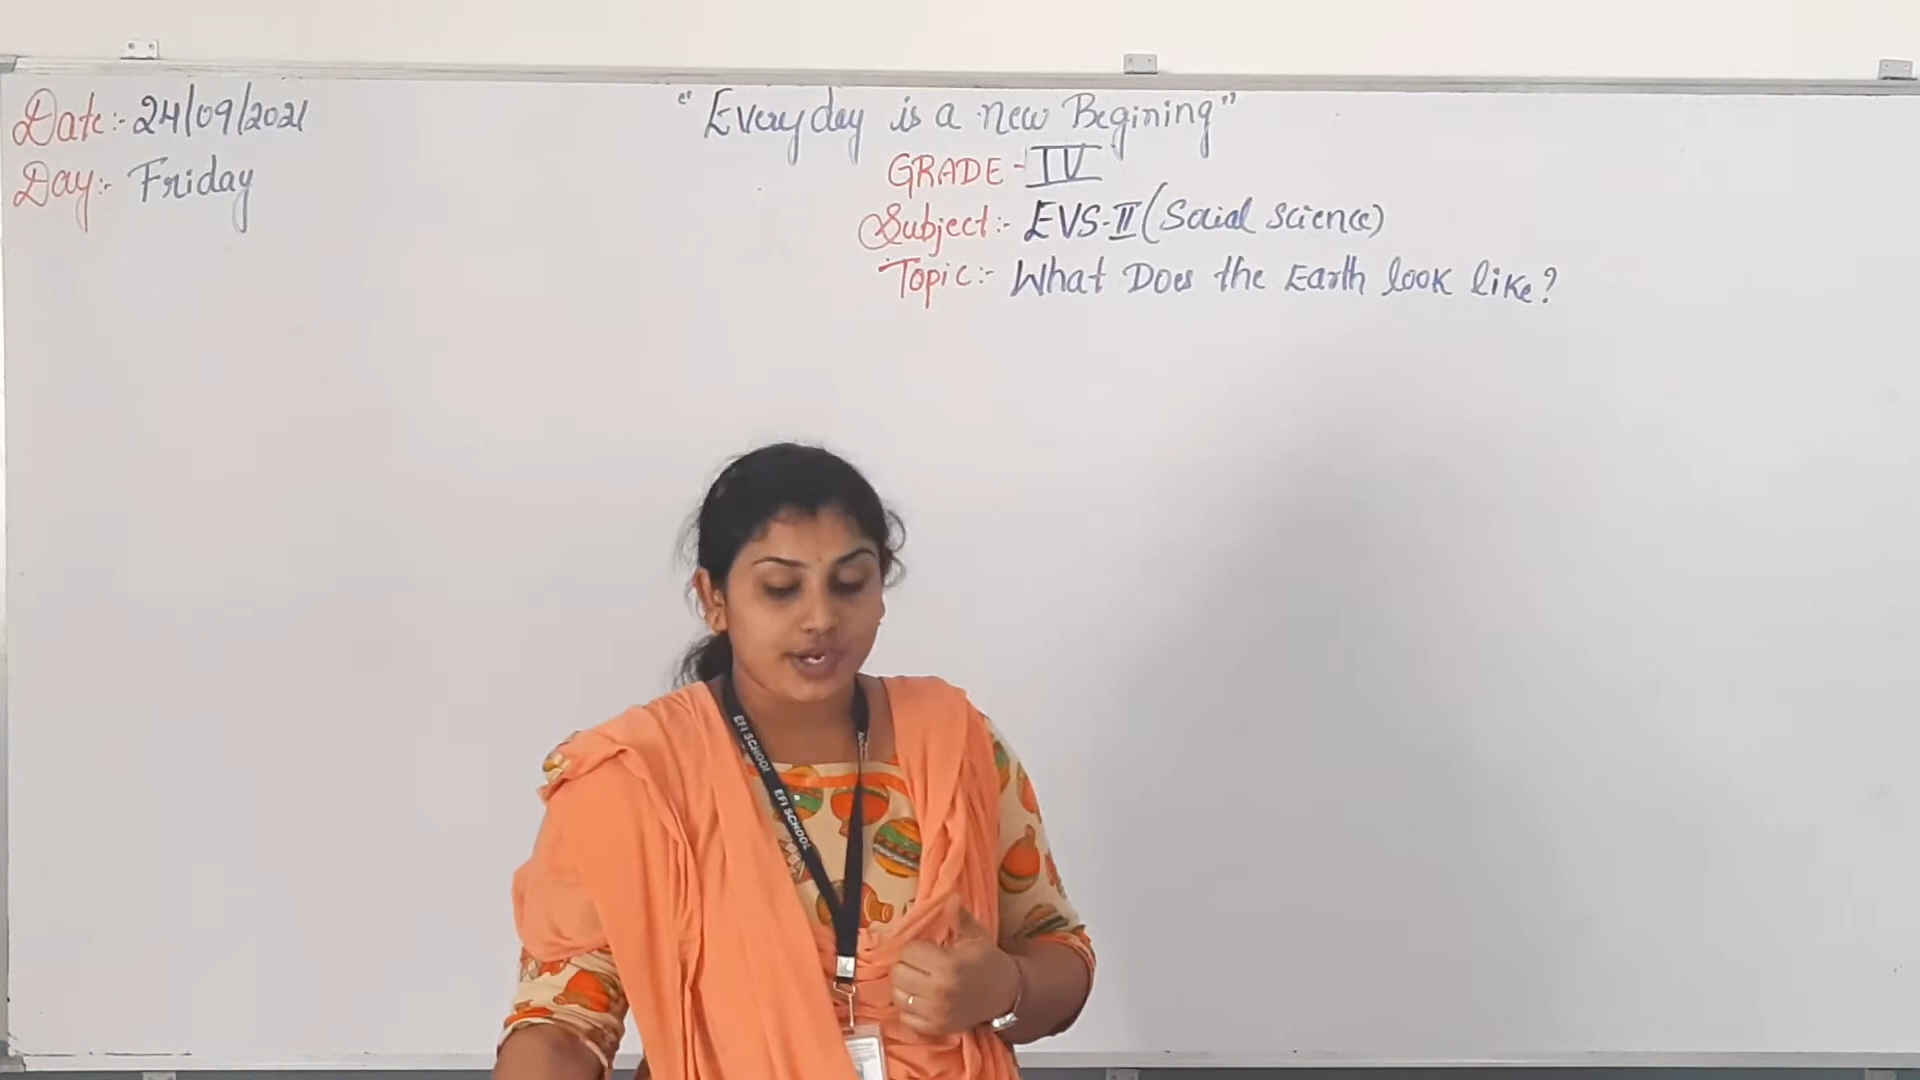 Date:- 24/09/2021
Day:- Friday
"Everyday is a new Begining"
GRADE - IV
Subject:- EVS-II (Social Science)
Topic:- What Does the Earth look like?
EFI SCHOOL
EFI SCHOOL